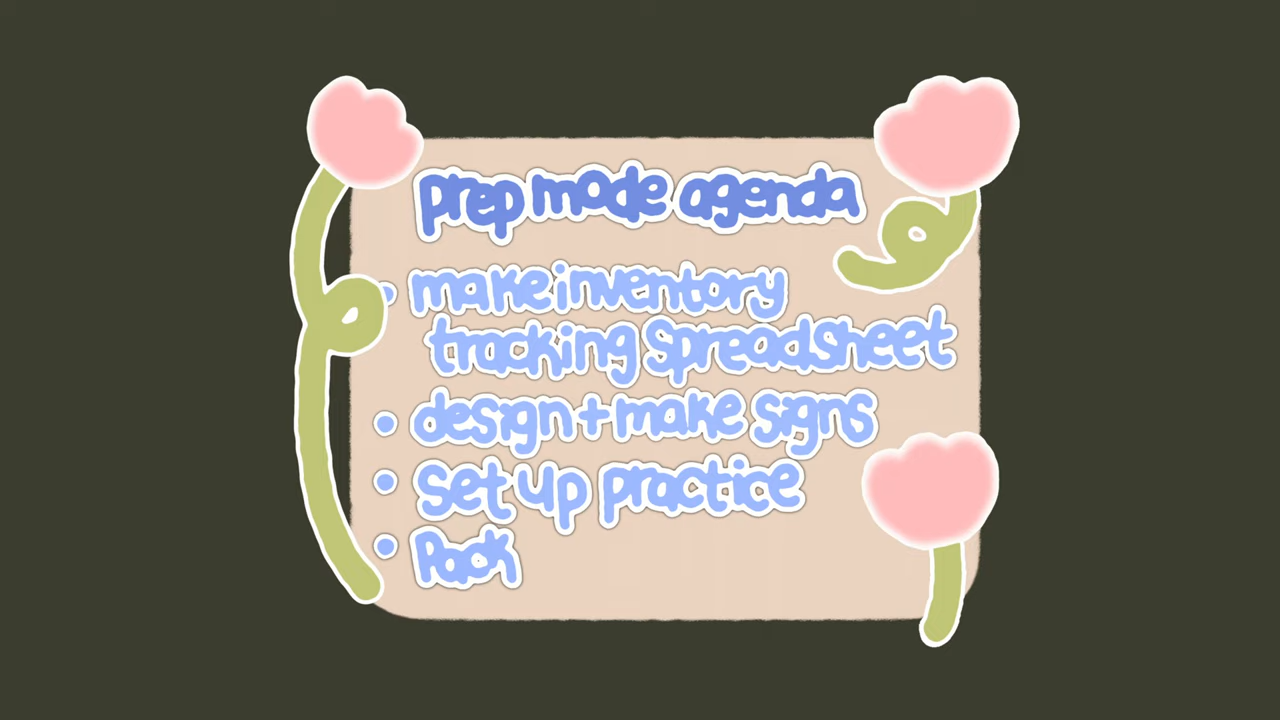 prep mode agenda
• make inventory
tracking Spreadsheet
• design + make signs
• Set up practice
• Pack